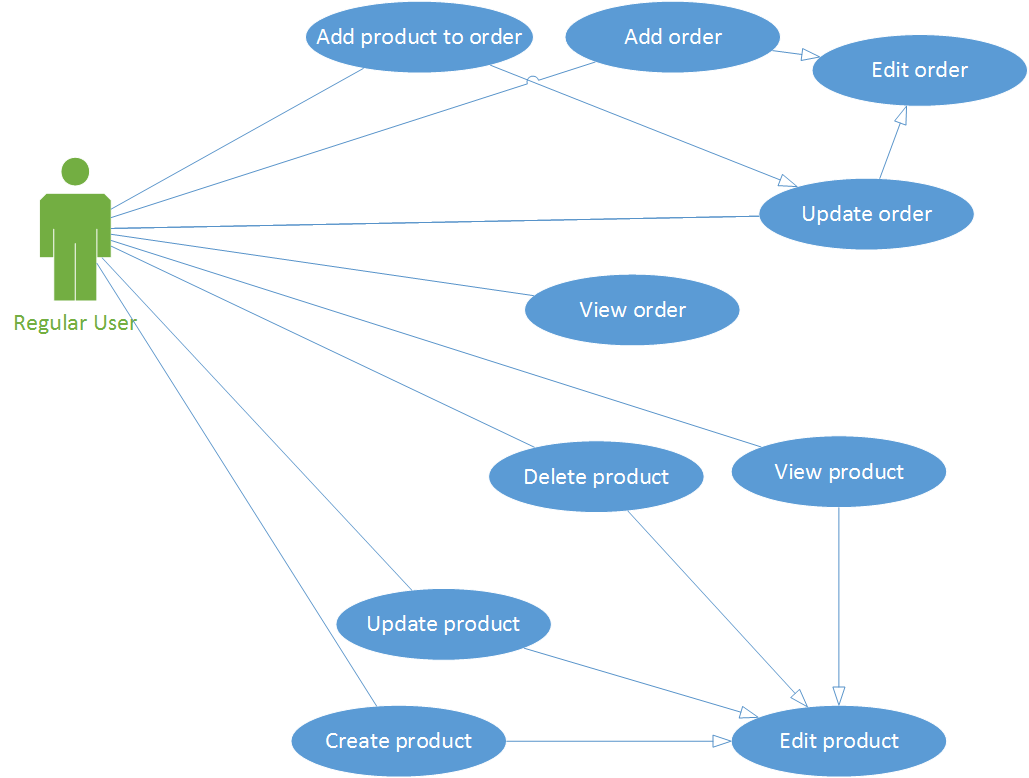 Add product to order
Add order
Edit order
Update order
View order
Regular User
View product
Delete product
Update product
Create product
Edit product